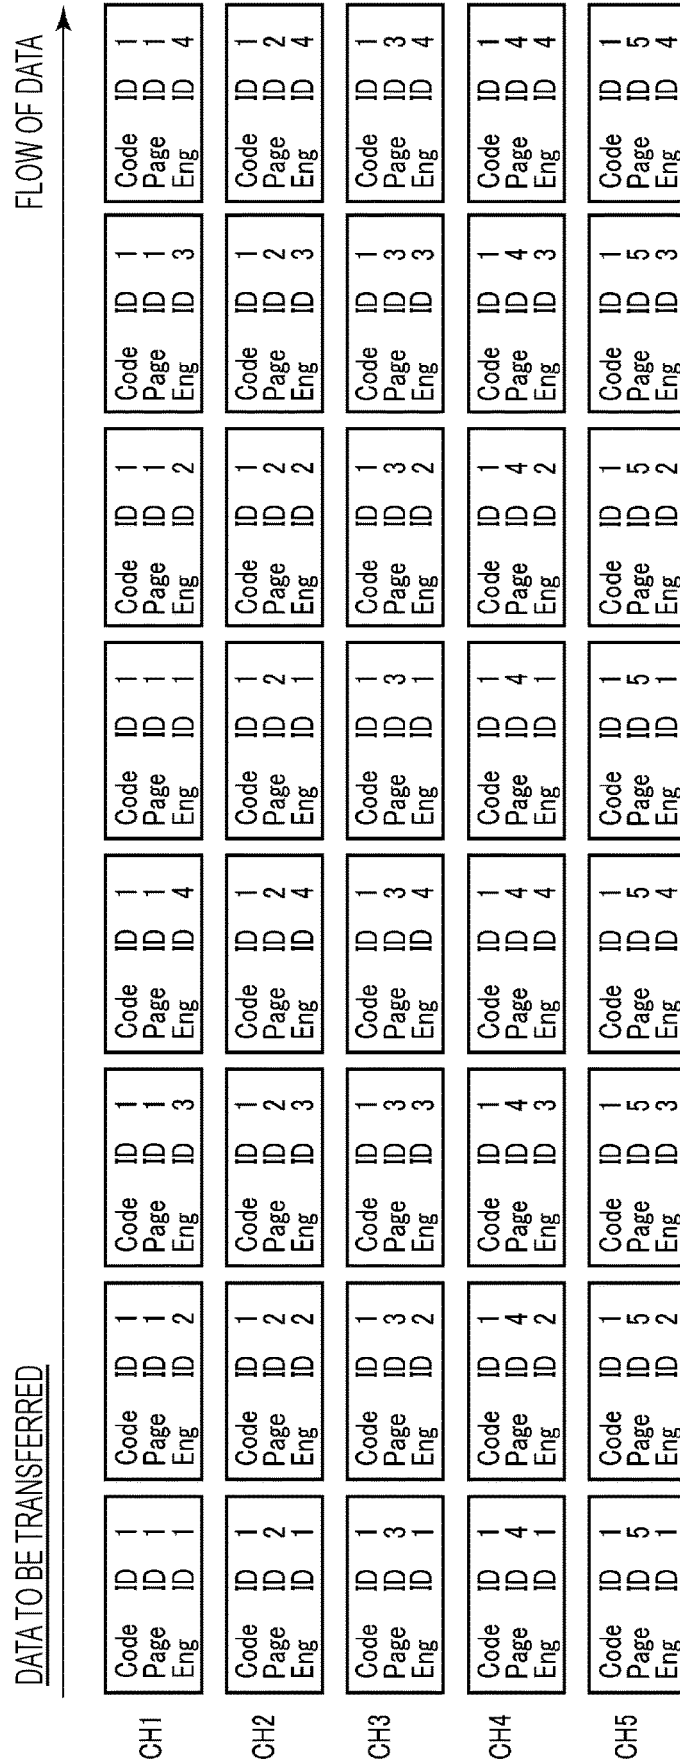 DATA TO BE TRANSFERRED
FLOW OF DATA
CH1
Code ID 1 Code ID 1 Code ID 1 Code ID 1 Code ID 1 Code ID 1 Code ID 1 Code ID 1
Page ID 1 Page ID 1 Page ID 1 Page ID 1 Page ID 1 Page ID 1 Page ID 1 Page ID 1
Eng ID 1 Eng ID 2 Eng ID 3 Eng ID 4 Eng ID 1 Eng ID 2 Eng ID 3 Eng ID 4
CH2
Code ID 1 Code ID 1 Code ID 1 Code ID 1 Code ID 1 Code ID 1 Code ID 1 Code ID 1
Page ID 2 Page ID 2 Page ID 2 Page ID 2 Page ID 2 Page ID 2 Page ID 2 Page ID 2
Eng ID 1 Eng ID 2 Eng ID 3 Eng ID 4 Eng ID 1 Eng ID 2 Eng ID 3 Eng ID 4
CH3
Code ID 1 Code ID 1 Code ID 1 Code ID 1 Code ID 1 Code ID 1 Code ID 1 Code ID 1
Page ID 3 Page ID 3 Page ID 3 Page ID 3 Page ID 3 Page ID 3 Page ID 3 Page ID 3
Eng ID 1 Eng ID 2 Eng ID 3 Eng ID 4 Eng ID 1 Eng ID 2 Eng ID 3 Eng ID 4
CH4
Code ID 1 Code ID 1 Code ID 1 Code ID 1 Code ID 1 Code ID 1 Code ID 1 Code ID 1
Page ID 4 Page ID 4 Page ID 4 Page ID 4 Page ID 4 Page ID 4 Page ID 4 Page ID 4
Eng ID 1 Eng ID 2 Eng ID 3 Eng ID 4 Eng ID 1 Eng ID 2 Eng ID 3 Eng ID 4
CH5
Code ID 1 Code ID 1 Code ID 1 Code ID 1 Code ID 1 Code ID 1 Code ID 1 Code ID 1
Page ID 5 Page ID 5 Page ID 5 Page ID 5 Page ID 5 Page ID 5 Page ID 5 Page ID 5
Eng ID 1 Eng ID 2 Eng ID 3 Eng ID 4 Eng ID 1 Eng ID 2 Eng ID 3 Eng ID 4